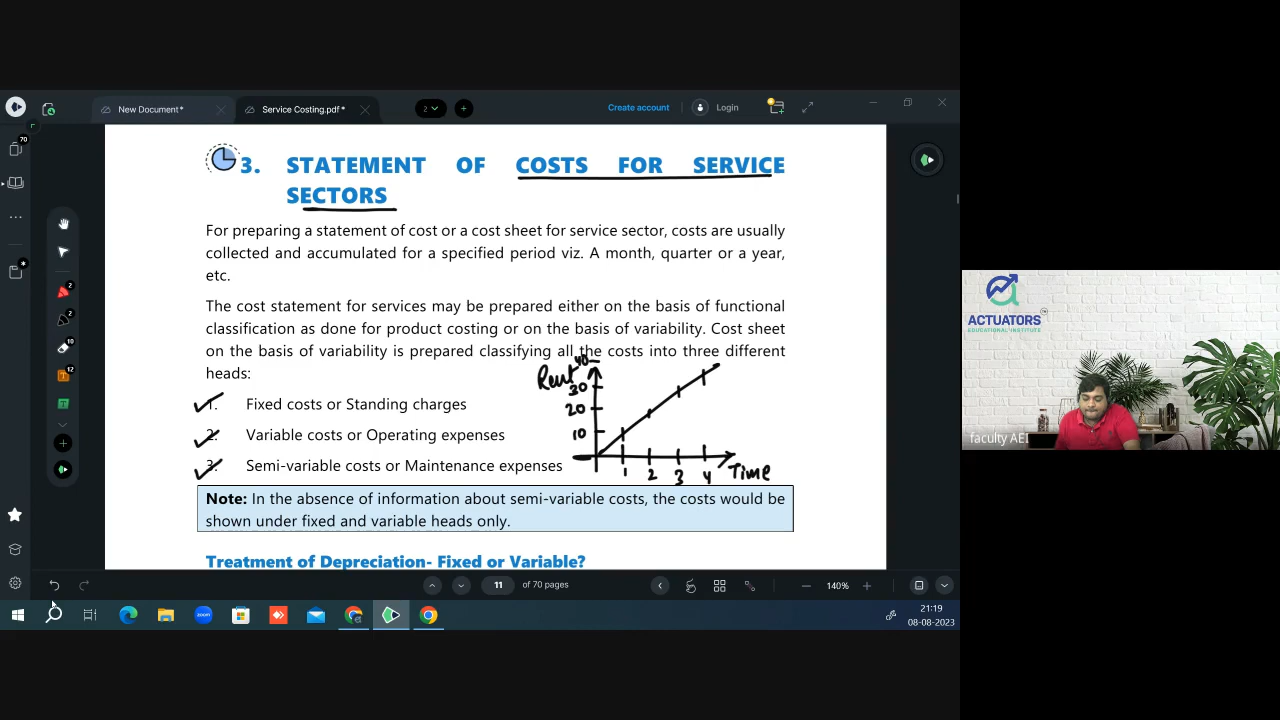 New Document*
Service Costing.pdf*
2
Create account
Login
70
3. STATEMENT OF COSTS FOR SERVICE
SECTORS
For preparing a statement of cost or a cost sheet for service sector, costs are usually
collected and accumulated for a specified period viz. A month, quarter or a year,
etc.
The cost statement for services may be prepared either on the basis of functional
classification as done for product costing or on the basis of variability. Cost sheet
on the basis of variability is prepared classifying all the costs into three different
heads:
1. Fixed costs or Standing charges
2. Variable costs or Operating expenses
3. Semi-variable costs or Maintenance expenses
Rent
40
30
20
10
1 2 3 4 Time
Note: In the absence of information about semi-variable costs, the costs would be
shown under fixed and variable heads only.
Treatment of Depreciation- Fixed or Variable?
2
2
10
12
11 of 70 pages
140%
zoom
21:19
08-08-2023
ACTUATORS
EDUCATIONAL INSTITUTE
faculty AEI